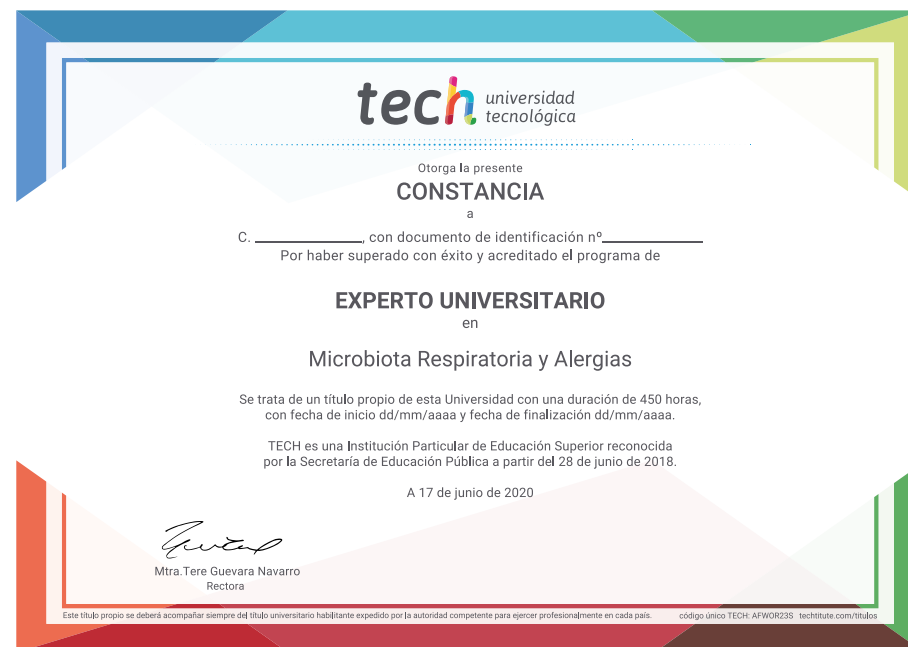 tech universidad
tecnológica
Otorga la presente
CONSTANCIA
a
C. ____________, con documento de identificación nº____________
Por haber superado con éxito y acreditado el programa de
EXPERTO UNIVERSITARIO
en
Microbiota Respiratoria y Alergias
Se trata de un título propio de esta Universidad con una duración de 450 horas,
con fecha de inicio dd/mm/aaaa y fecha de finalización dd/mm/aaaa.
TECH es una Institución Particular de Educación Superior reconocida
por la Secretaría de Educación Pública a partir del 28 de junio de 2018.
A 17 de junio de 2020
Mtra.Tere Guevara Navarro
Rectora
Este título propio se deberá acompañar siempre del título universitario habilitante expedido por la autoridad competente para ejercer profesionalmente en cada país. código único TECH: AFWOR23S techtitute.com/titulos